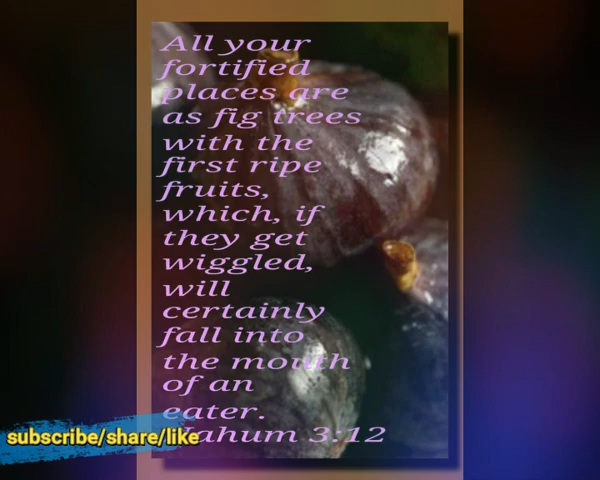 All your
fortified
places are
as fig trees
with the
first ripe
fruits,
which, if
they get
wiggled,
will
certainly
fall into
the mouth
of an
eater.
Nahum 3:12
subscribe/share/like